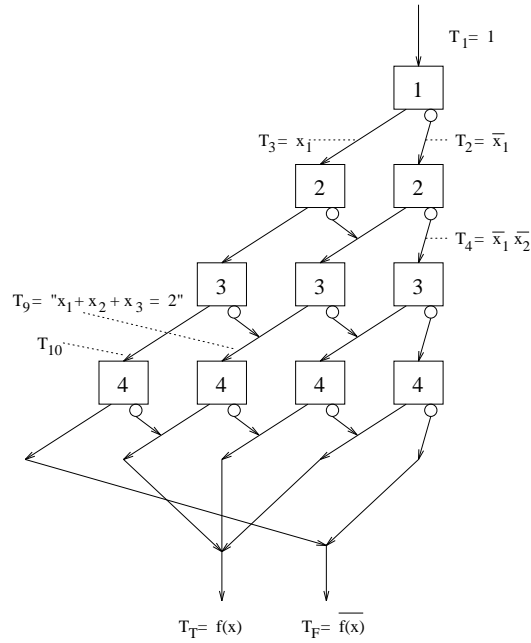 T₁= 1
1
T₃= x₁
T₂= x̅₁
2 2
T₄= x̅₁ x̅₂
3 3 3
T₉= "x₁+ x₂ + x₃ = 2"
T₁₀
4 4 4 4
T_T= f(x) T_F= f(x)̅